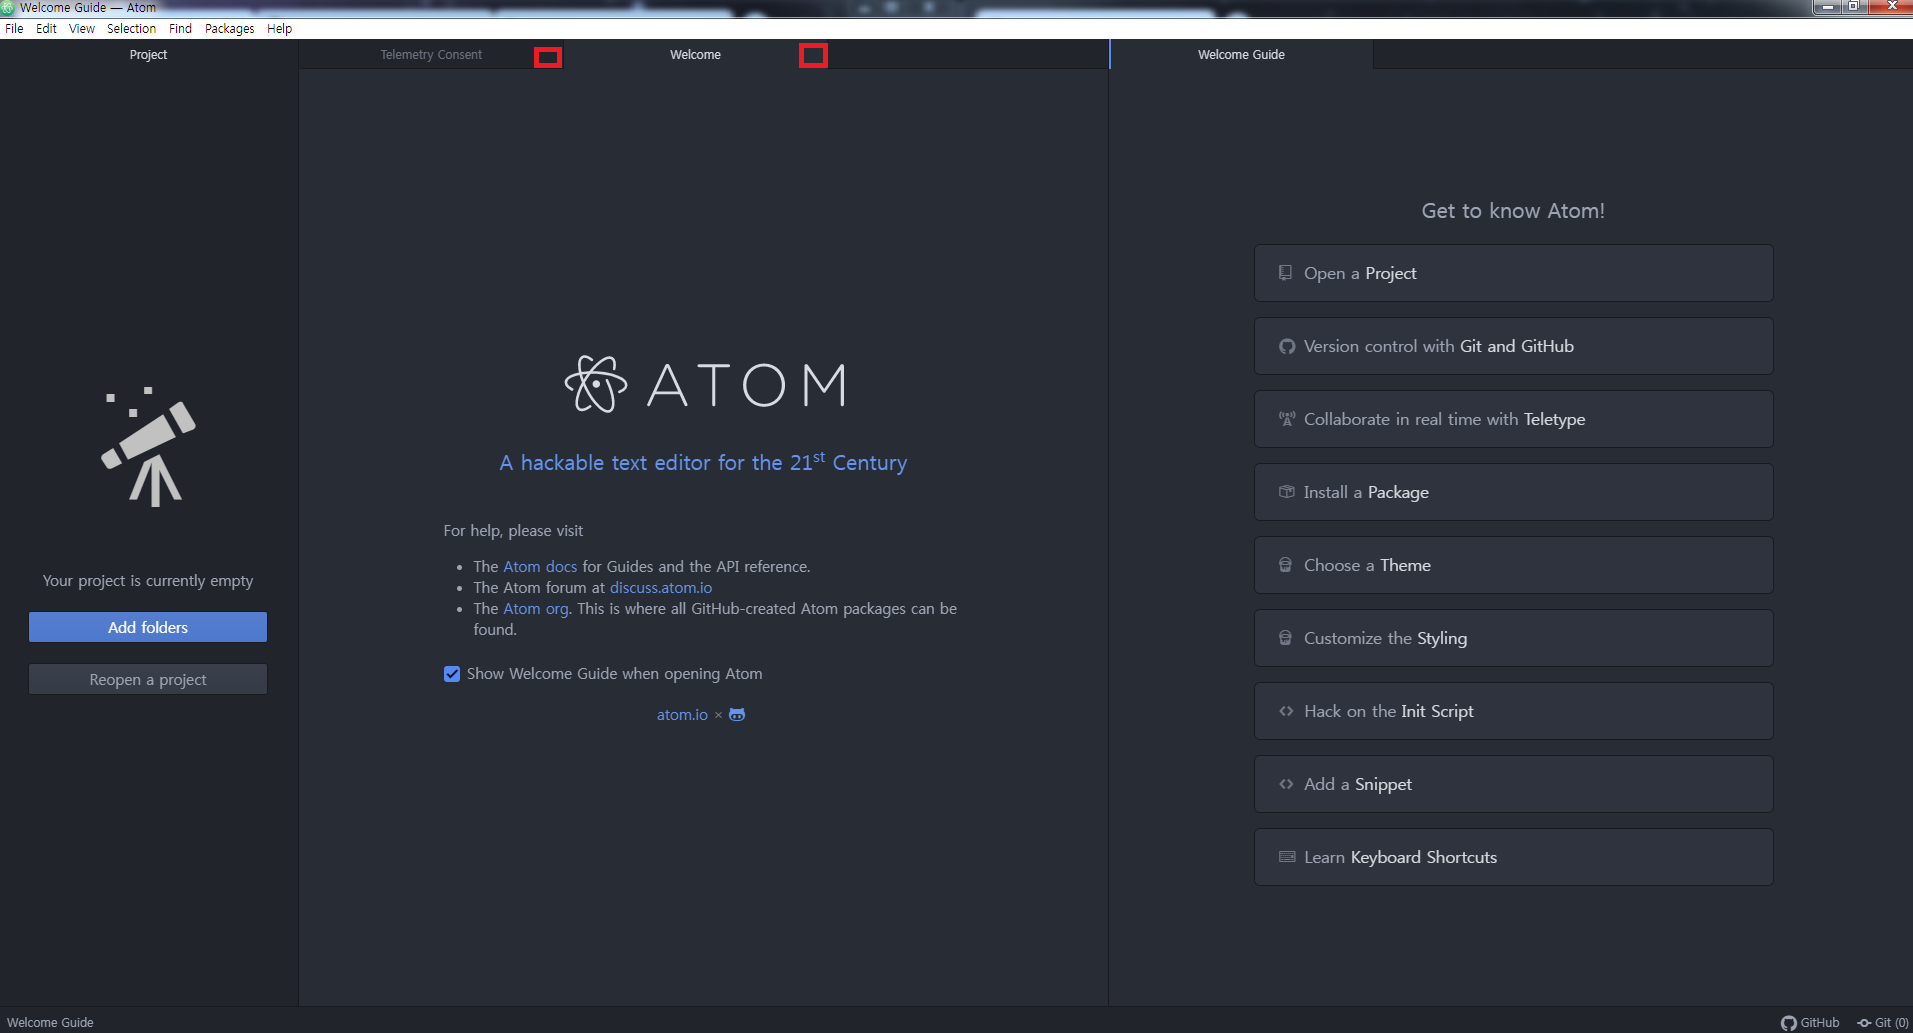 Welcome Guide — Atom
File Edit View Selection Find Packages Help
Project
Telemetry Consent
Welcome
Welcome Guide
Your project is currently empty
Add folders
Reopen a project
ATOM
A hackable text editor for the 21st Century
For help, please visit
• The Atom docs for Guides and the API reference.
• The Atom forum at discuss.atom.io
• The Atom org. This is where all GitHub-created Atom packages can be
found.
Show Welcome Guide when opening Atom
atom.io ×
Get to know Atom!
Open a Project
Version control with Git and GitHub
Collaborate in real time with Teletype
Install a Package
Choose a Theme
Customize the Styling
Hack on the Init Script
Add a Snippet
Learn Keyboard Shortcuts
Welcome Guide
GitHub
Git (0)